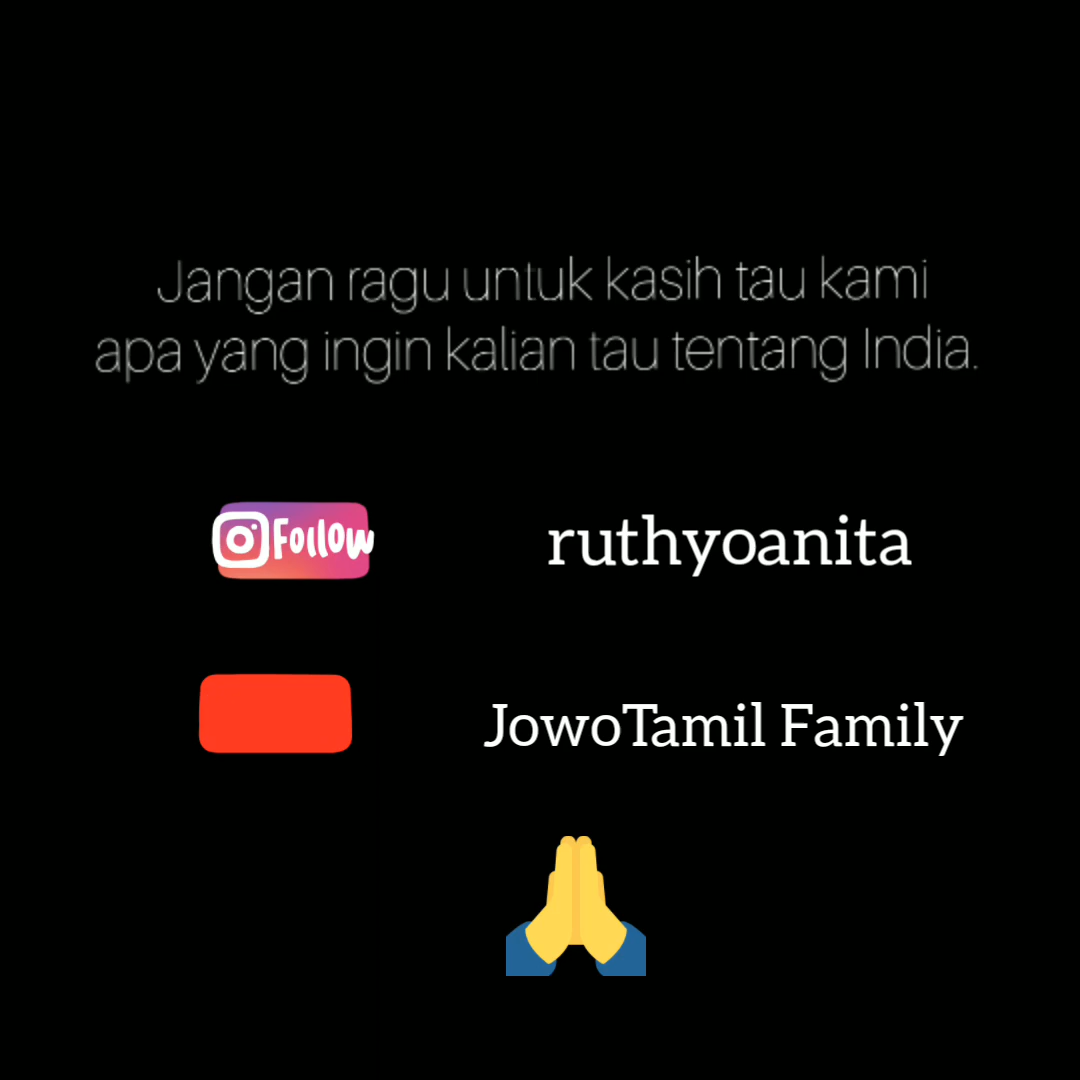 Jangan ragu untuk kasih tau kami
apa yang ingin kalian tau tentang India.
Follow ruthyoanita
JowoTamil Family